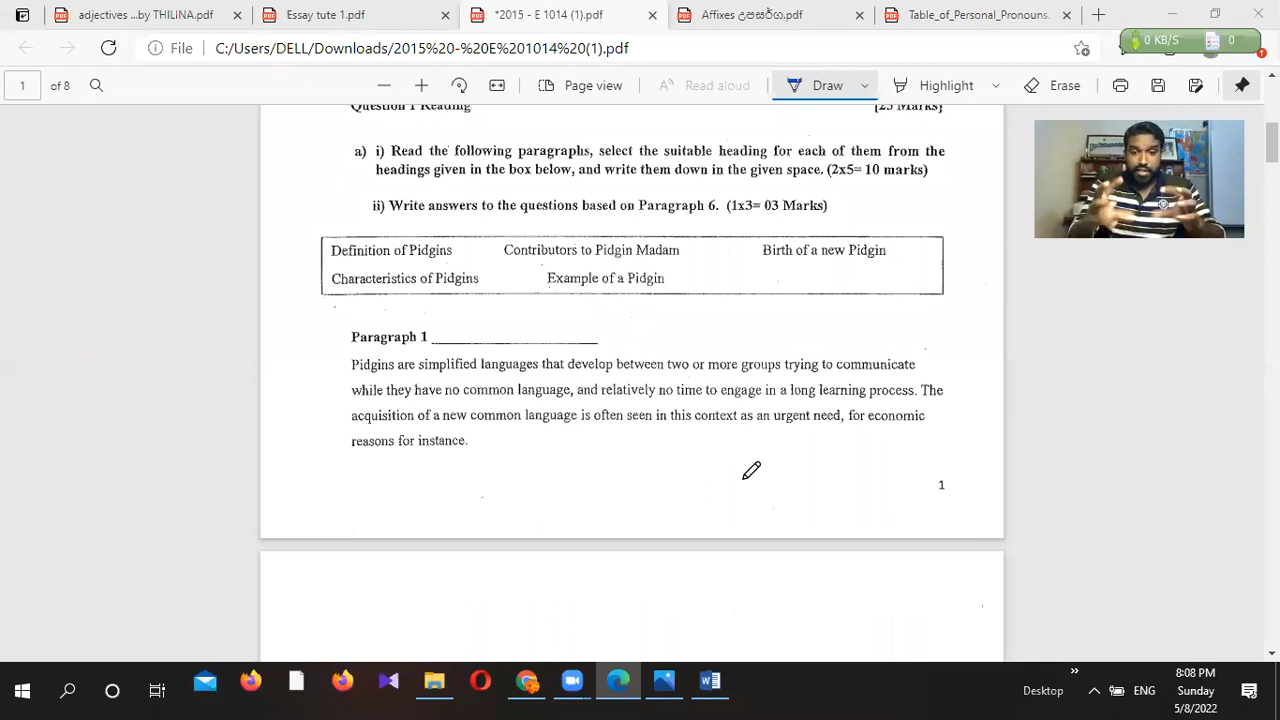 adjectives ...by THILINA.pdf
Essay tute 1.pdf
*2015 - E 1014 (1).pdf
Affixes උපසර්ග.pdf
Table_of_Personal_Pronouns.
File
C:/Users/DELL/Downloads/2015%20-%20E%201014%20(1).pdf
0 KB/S
0
1
of 8
Page view
Read aloud
Draw
Highlight
Erase
Question 1 Reading [25 Marks]
a) i) Read the following paragraphs, select the suitable heading for each of them from the
headings given in the box below, and write them down in the given space. (2x5= 10 marks)
ii) Write answers to the questions based on Paragraph 6. (1x3= 03 Marks)
Definition of Pidgins Contributors to Pidgin Madam Birth of a new Pidgin
Characteristics of Pidgins Example of a Pidgin
Paragraph 1 ____________________
Pidgins are simplified languages that develop between two or more groups trying to communicate
while they have no common language, and relatively no time to engage in a long learning process. The
acquisition of a new common language is often seen in this context as an urgent need, for economic
reasons for instance.
1
Desktop
ENG
8:08 PM
Sunday
5/8/2022